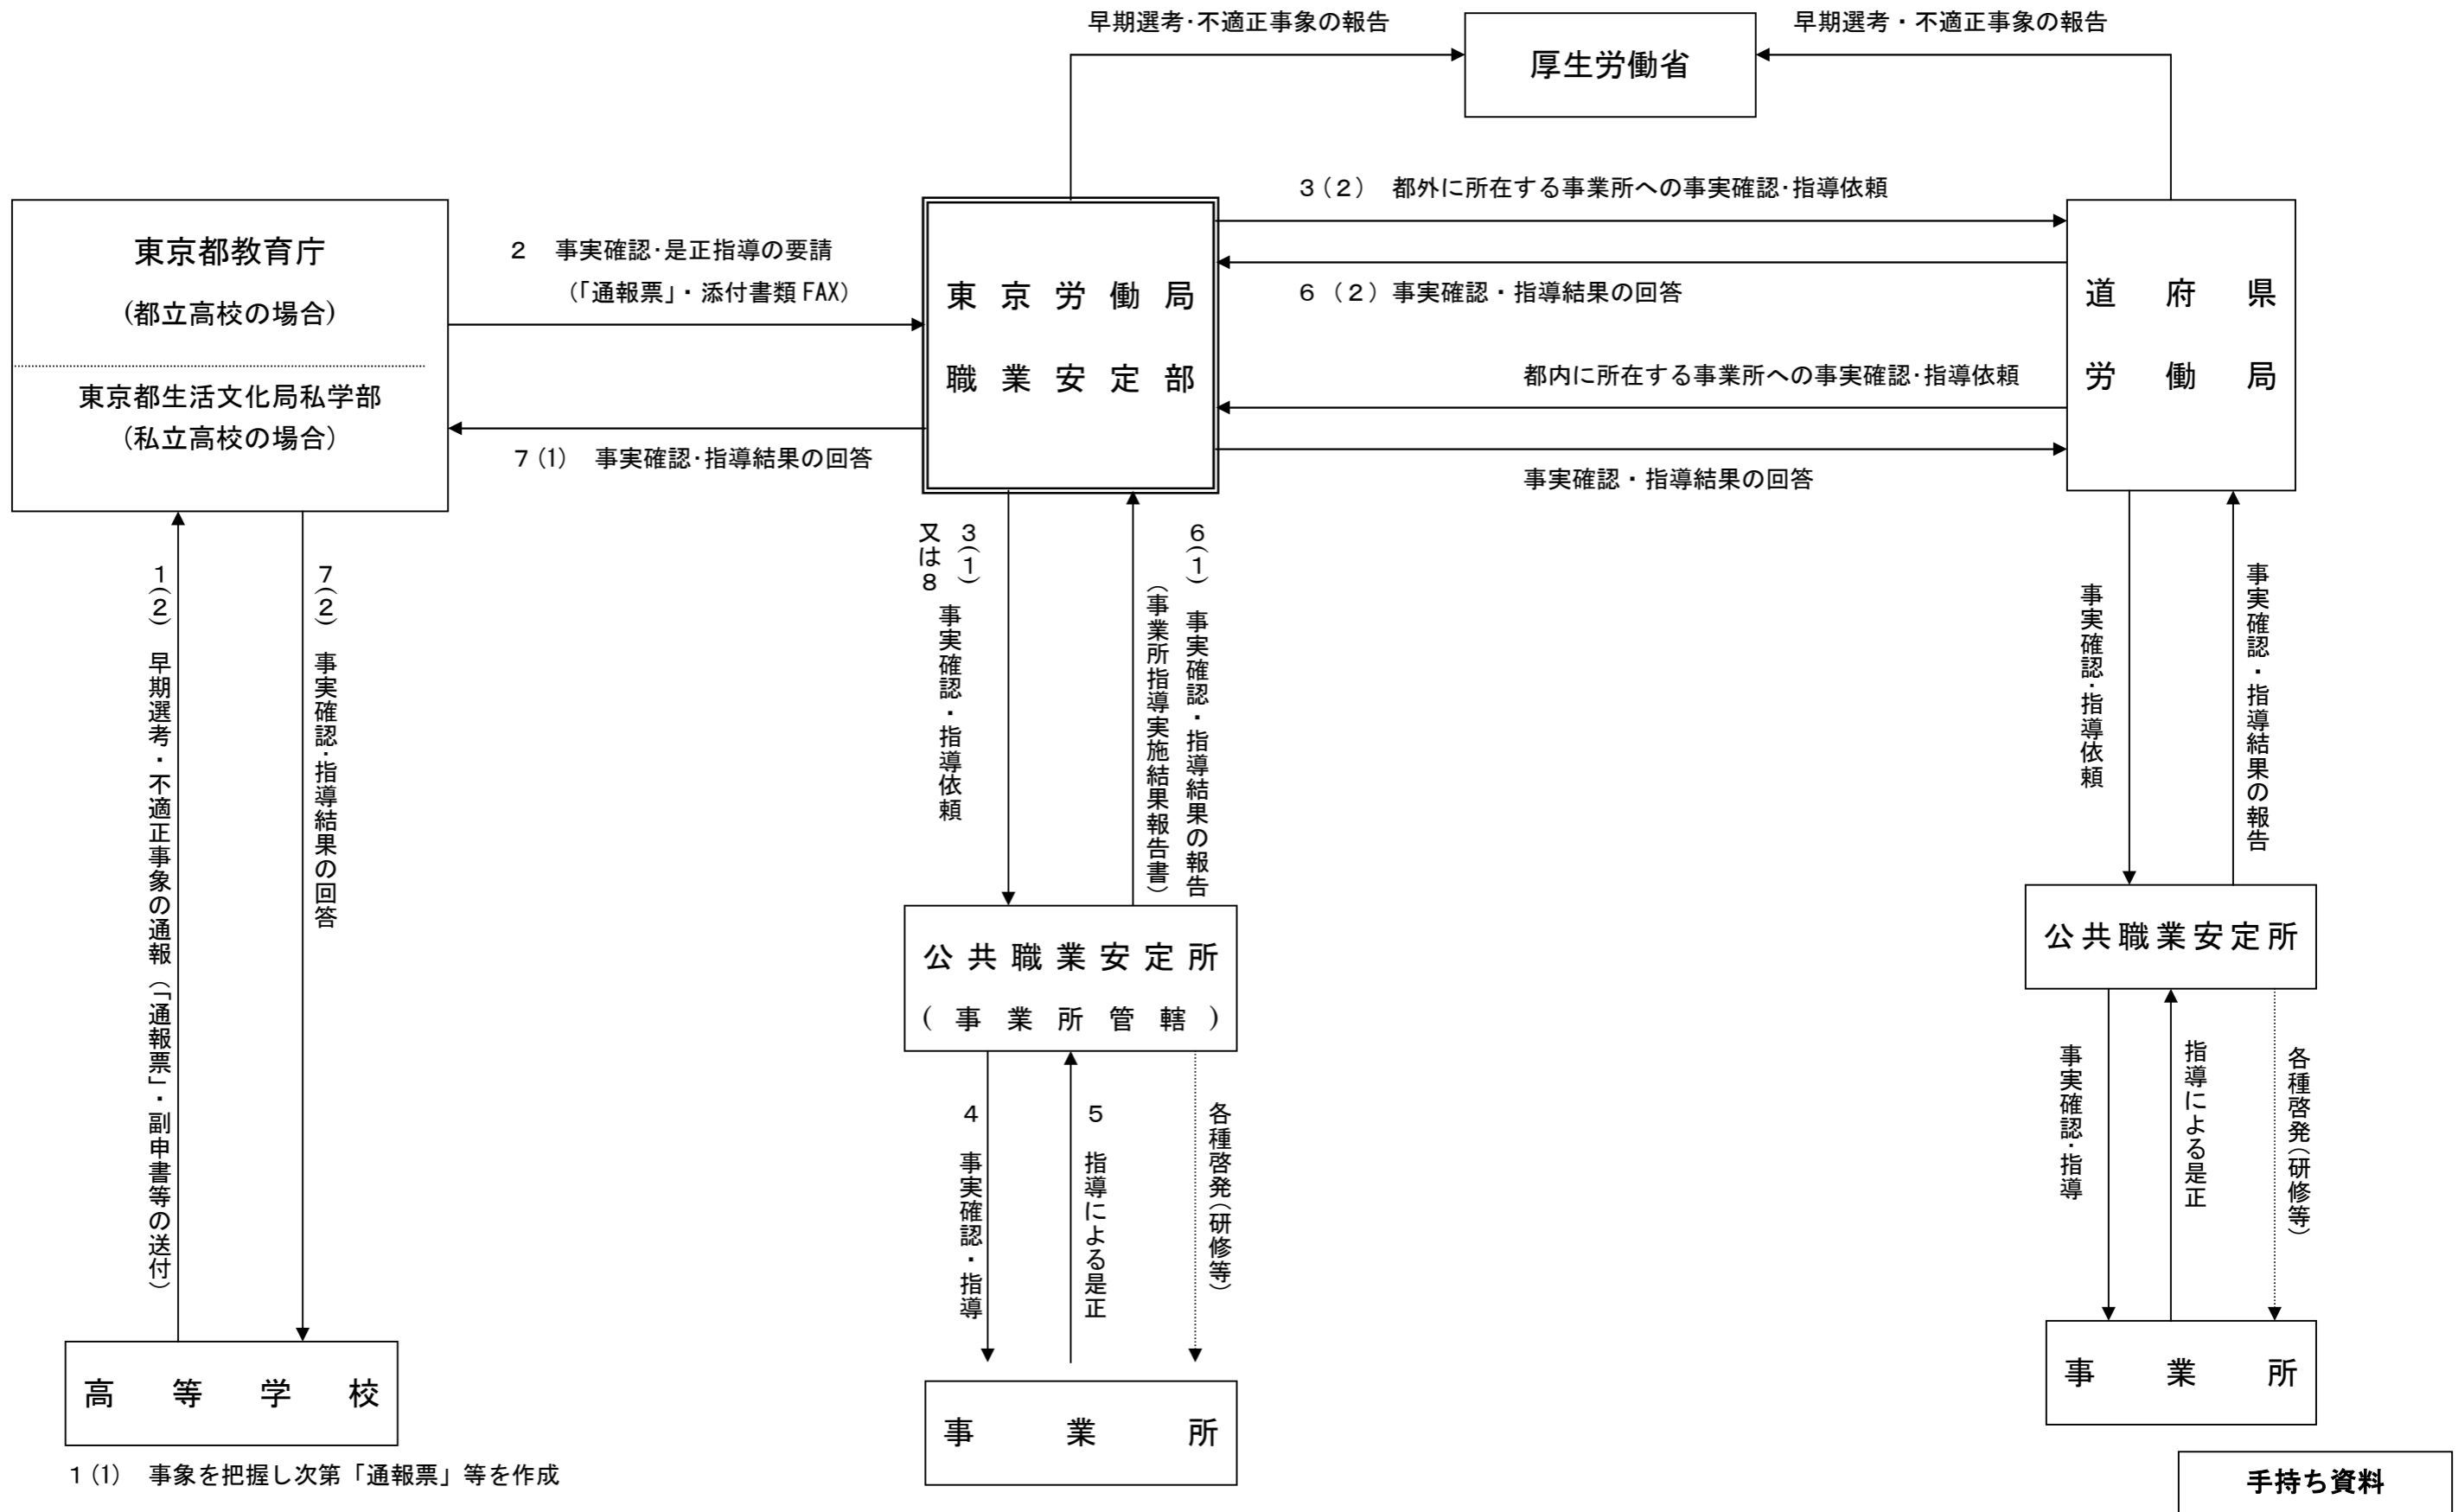 早期選考･不適正事象の報告
厚生労働省
早期選考・不適正事象の報告
東京都教育庁
(都立高校の場合)
東京都生活文化局私学部
（私立高校の場合）
２　事実確認･是正指導の要請
（「通報票」・添付書類 FAX）
７(1)　事実確認･指導結果の回答
東京労働局
職業安定部
３(２)　都外に所在する事業所への事実確認･指導依頼
６（２）事実確認・指導結果の回答
都内に所在する事業所への事実確認･指導依頼
事実確認・指導結果の回答
道府県
労働局
１(２)　早期選考・不適正事象の通報（「通報票」・副申書等の送付）
７(２)　事実確認･指導結果の回答
３(１)
又は８
事実確認・指導依頼
６(１)　事実確認・指導結果の報告
（事業所指導実施結果報告書）
事実確認･指導依頼
事実確認・指導結果の報告
公共職業安定所
(事業所管轄)
公共職業安定所
４　事実確認・指導
５　指導による是正
各種啓発（研修等）
事実確認･指導
指導による是正
各種啓発（研修等）
高等学校
事業所
事業所
１(1)　事象を把握し次第「通報票」等を作成
手持ち資料